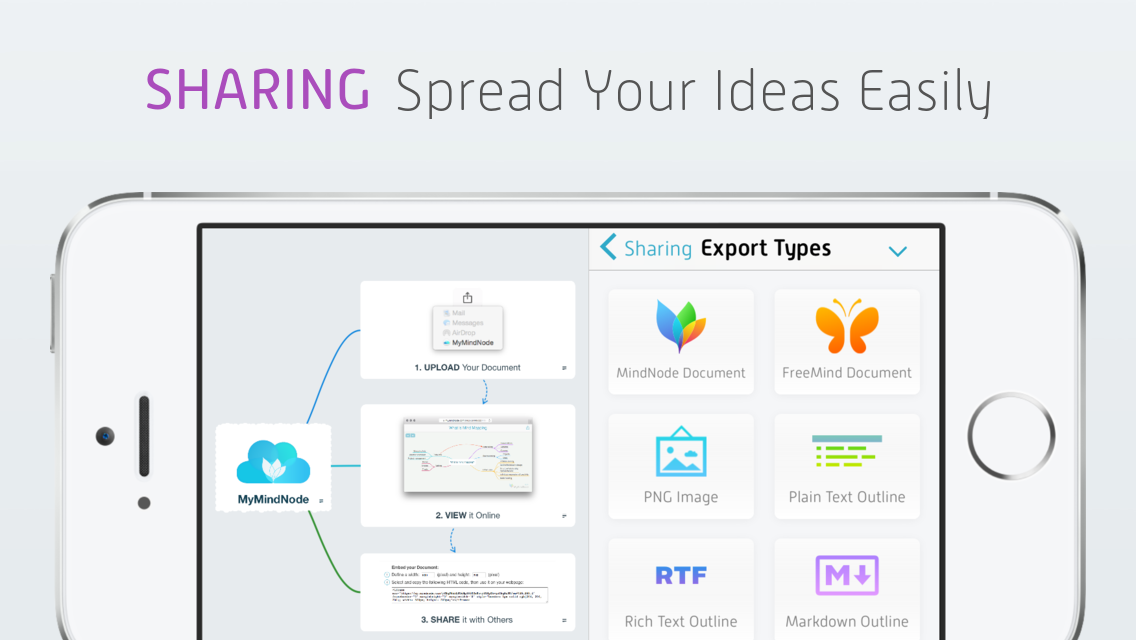 SHARING Spread Your Ideas Easily
Sharing Export Types
Mail
Messages
AirDrop
MyMindNode
1. UPLOAD Your Document
2. VIEW it Online
MyMindNode
Embed your Document:
3. SHARE it with Others
MindNode Document
FreeMind Document
PNG Image
Plain Text Outline
RTF
Rich Text Outline
M
Markdown Outline